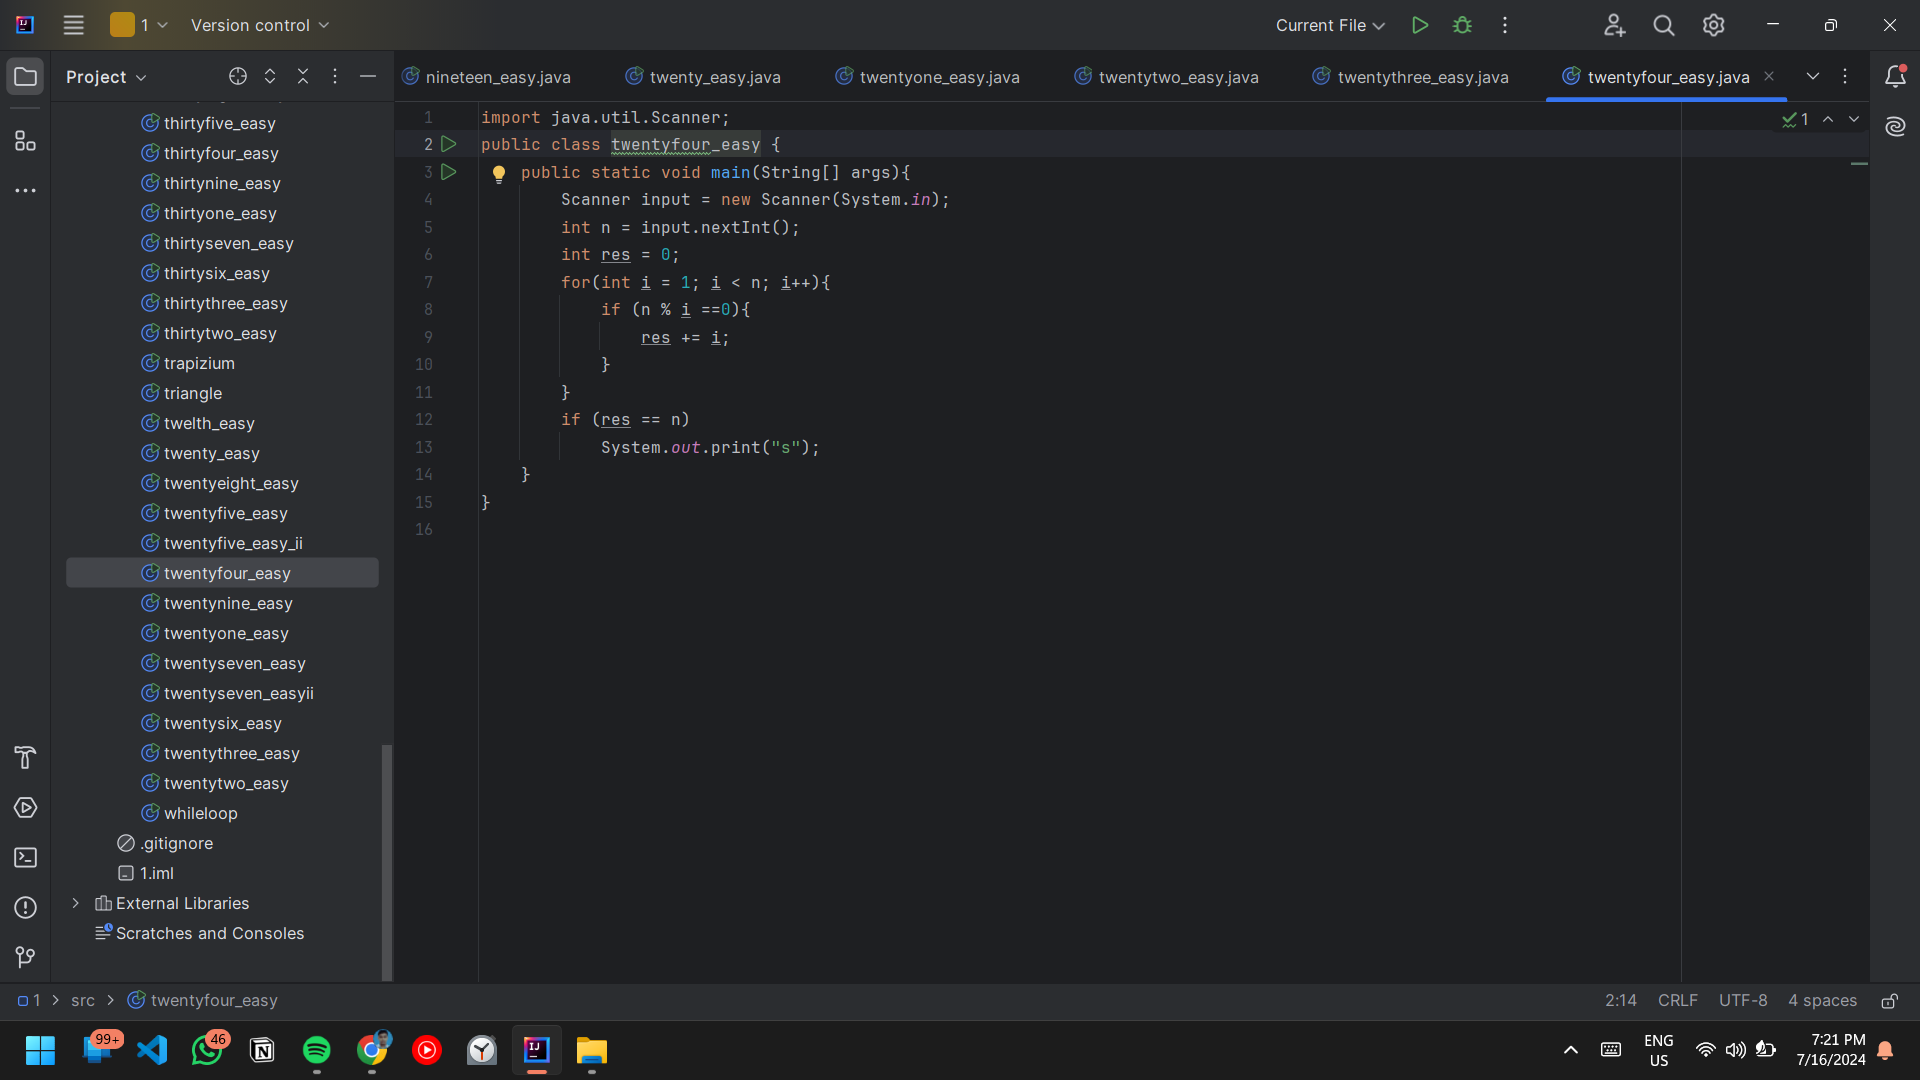 1 Version control Current File
Project
nineteen_easy.java twenty_easy.java twentyone_easy.java twentytwo_easy.java twentythree_easy.java twentyfour_easy.java
thirtyfive_easy
thirtyfour_easy
thirtynine_easy
thirtyone_easy
thirtyseven_easy
thirtysix_easy
thirtythree_easy
thirtytwo_easy
trapizium
triangle
twelth_easy
twenty_easy
twentyeight_easy
twentyfive_easy
twentyfive_easy_ii
twentyfour_easy
twentynine_easy
twentyone_easy
twentyseven_easy
twentyseven_easyii
twentysix_easy
twentythree_easy
twentytwo_easy
whileloop
.gitignore
1.iml
External Libraries
Scratches and Consoles
1 import java.util.Scanner;
2 public class twentyfour_easy {
3 public static void main(String[] args){
4 Scanner input = new Scanner(System.in);
5 int n = input.nextInt();
6 int res = 0;
7 for(int i = 1; i < n; i++){
8 if (n % i ==0){
9 res += i;
10 }
11 }
12 if (res == n)
13 System.out.print("s");
14 }
15 }
16
1
1 > src > twentyfour_easy 2:14 CRLF UTF-8 4 spaces
99+ 46
ENG
US
7:21 PM
7/16/2024